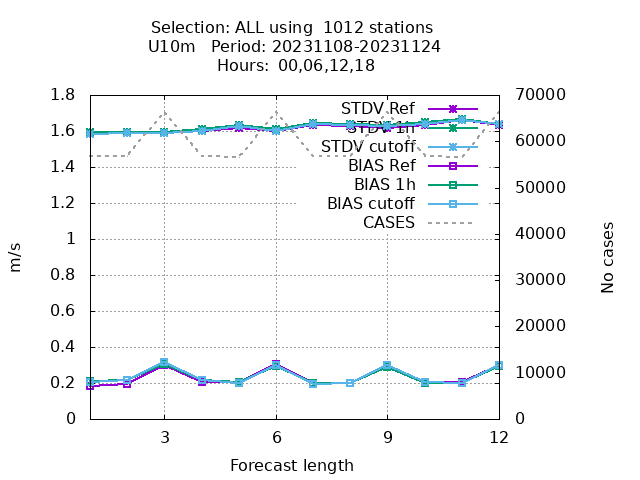 Selection: ALL using  1012 stations
U10m   Period: 20231108-20231124
Hours:  00,06,12,18
1.8
1.6
1.4
1.2
1
0.8
0.6
0.4
0.2
0
m/s
70000
60000
50000
40000
30000
20000
10000
0
No cases
STDV Ref
STDV 1h
STDV cutoff
BIAS Ref
BIAS 1h
BIAS cutoff
CASES
3 6 9 12
Forecast length